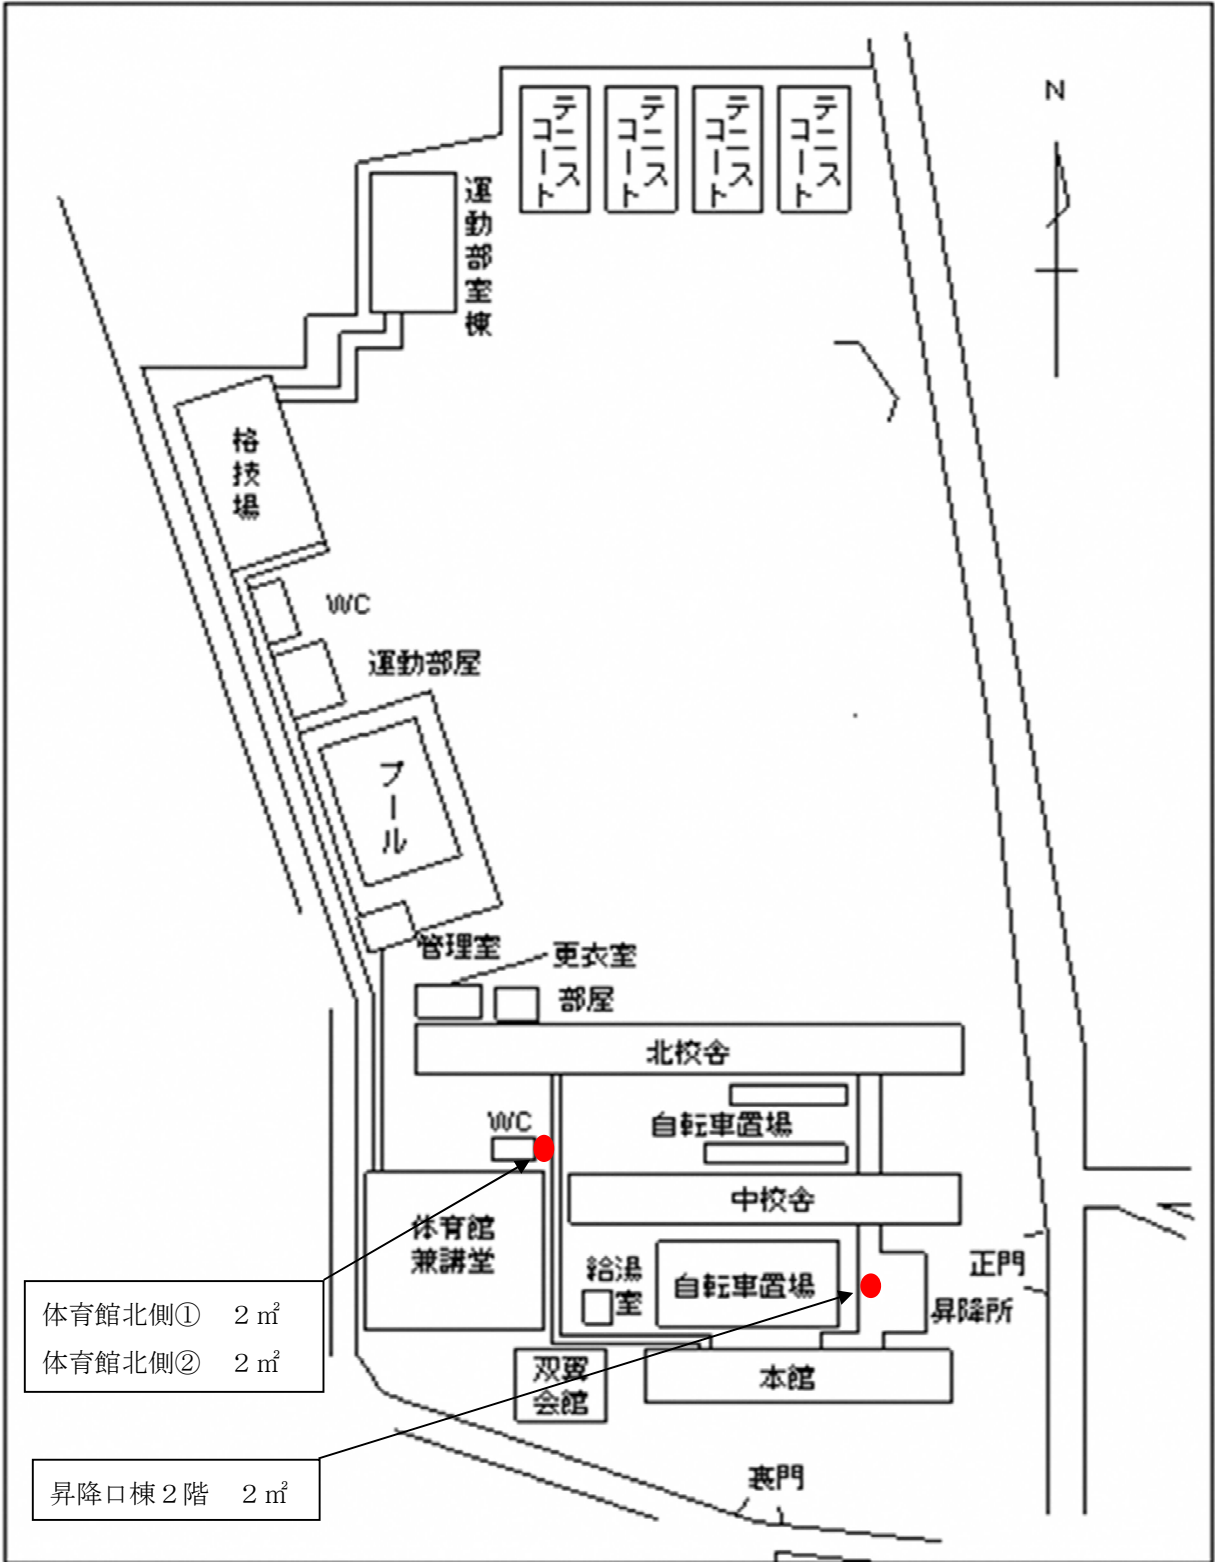 N
テニスコート
テニスコート
テニスコート
テニスコート
運動部室棟
格技場
WC
運動部屋
プール
管理室
更衣室
部屋
北校舎
WC
自転車置場
中校舎
体育館
兼講堂
給湯
室
自転車置場
正門
昇降所
体育館北側① 2㎡
体育館北側② 2㎡
双翼
会館
本館
昇降口棟2階 2㎡
裏門